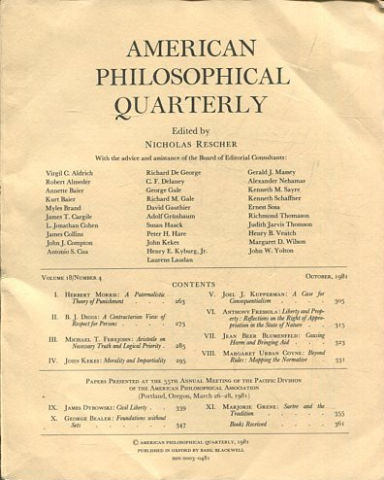 AMERICAN
PHILOSOPHICAL
QUARTERLY
Edited by
NICHOLAS RESCHER
With the advice and assistance of the Board of Editorial Consultants:
Virgil C. Aldrich
Robert Almeder
Annette Baier
Kurt Baier
Myles Brand
James T. Cargile
L. Jonathan Cohen
James Collins
John J. Compton
Antonio S. Cua
Richard De George
C. F. Delaney
George Gale
Richard M. Gale
David Gauthier
Adolf Grünbaum
Susan Haack
Peter H. Hare
John Kekes
Henry E. Kyburg, Jr.
Laurent Laudan
Gerald J. Massey
Alexander Nehamas
Kenneth M. Sayre
Kenneth Schaffner
Ernest Sosa
Richmond Thomason
Judith Jarvis Thomson
Henry B. Veatch
Margaret D. Wilson
John W. Yolton
VOLUME 18/NUMBER 4
OCTOBER, 1981
CONTENTS
I. HERBERT MORRIS: A Paternalistic
Theory of Punishment 263
II. B. J. DIGGS: A Contractarian View of
Respect for Persons 273
III. MICHAEL T. FEREJOHN: Aristotle on
Necessary Truth and Logical Priority 285
IV. JOHN KEKES: Morality and Impartiality 295
V. JOEL J. KUPPERMAN: A Case for
Consequentialism 305
VI. ANTHONY FRESSOLA: Liberty and Prop-
erty: Reflections on the Right of Appro-
priation in the State of Nature 315
VII. JEAN BEER BLUMENFELD: Causing
Harm and Bringing Aid 323
VIII. MARGARET URBAN COYNE: Beyond
Rules: Mapping the Normative 331
PAPERS PRESENTED AT THE 55TH ANNUAL MEETING OF THE PACIFIC DIVISION
OF THE AMERICAN PHILOSOPHICAL ASSOCIATION
(Portland, Oregon, March 26-28, 1981)
IX. JAMES DYBOWSKI: Civil Liberty 339
X. GEORGE BEALER: Foundations without
Sets 347
XI. MARJORIE GRENE: Sartre and the
Tradition 355
Books Received 361
© AMERICAN PHILOSOPHICAL QUARTERLY, 1981
PUBLISHED IN OXFORD BY BASIL BLACKWELL
ISSN 0003-0481